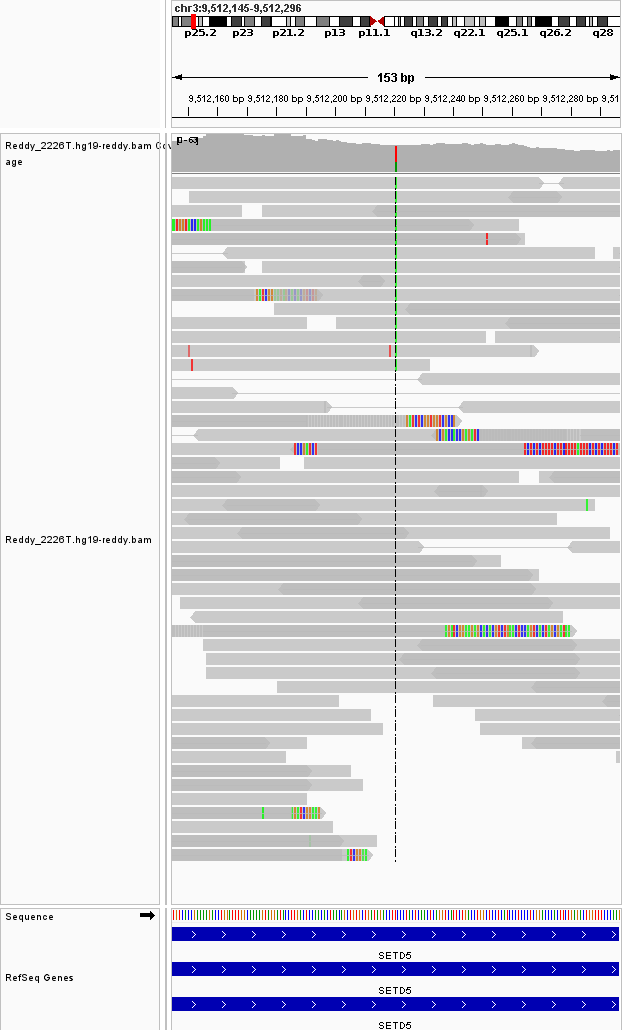 chr3:9,512,145-9,512,296
p25.2 p23 p21.2 p13 p11.1 q13.2 q22.1 q25.1 q26.2 q28
153 bp
9,512,160 bp 9,512,180 bp 9,512,200 bp 9,512,220 bp 9,512,240 bp 9,512,260 bp 9,512,280 bp 9,51
Reddy_2226T.hg19-reddy.bam Cov
age
Reddy_2226T.hg19-reddy.bam
Sequence
SETD5
RefSeq Genes
SETD5
SETD5